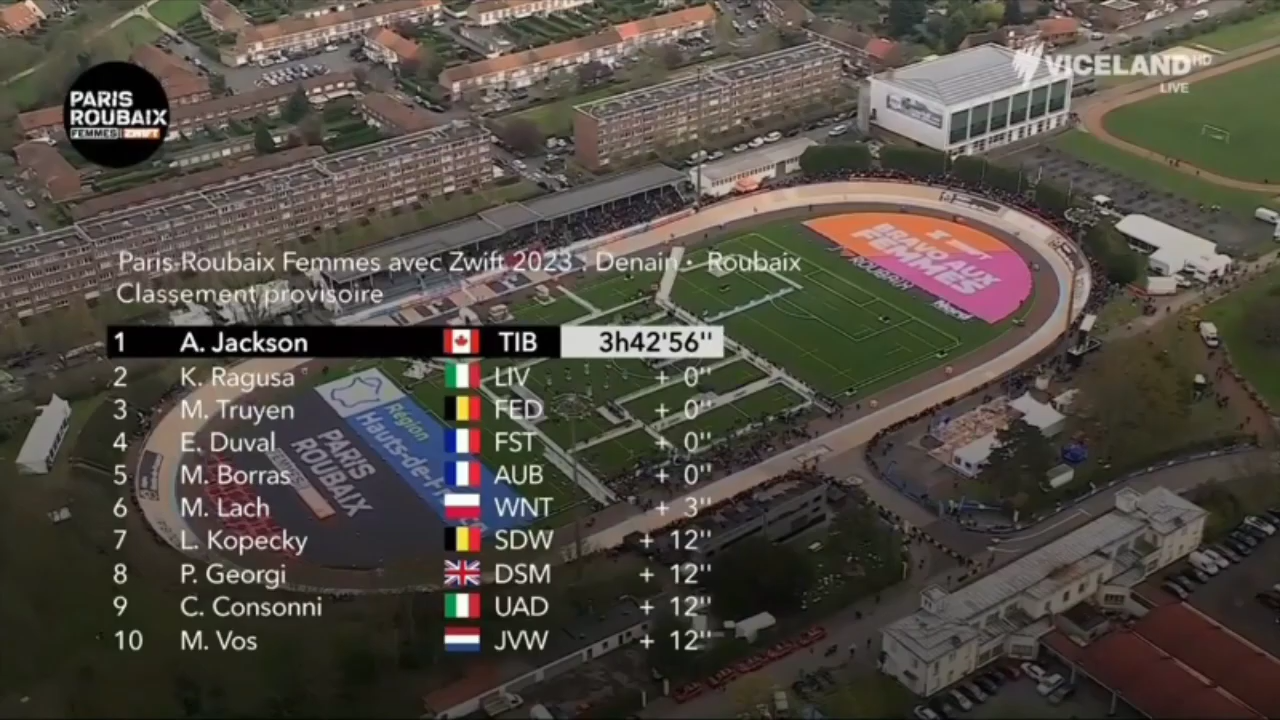 PARIS
ROUBAIX
FEMMES ZWIFT
VICELAND HD
LIVE
BRAVO AUX
FEMMES
ROUBAIX
Paris-Roubaix Femmes avec Zwift 2023 : Denain · Roubaix
Classement provisoire
1 A. Jackson TIB 3h42'56''
2 K. Ragusa LIV + 0''
3 M. Truyen FED + 0''
4 E. Duval FST + 0''
5 M. Borras AUB + 0''
6 M. Lach WNT + 3''
7 L. Kopecky SDW + 12''
8 P. Georgi DSM + 12''
9 C. Consonni UAD + 12''
10 M. Vos JVW + 12''
Région
Hauts-de-Fr
PARIS
ROUBAIX